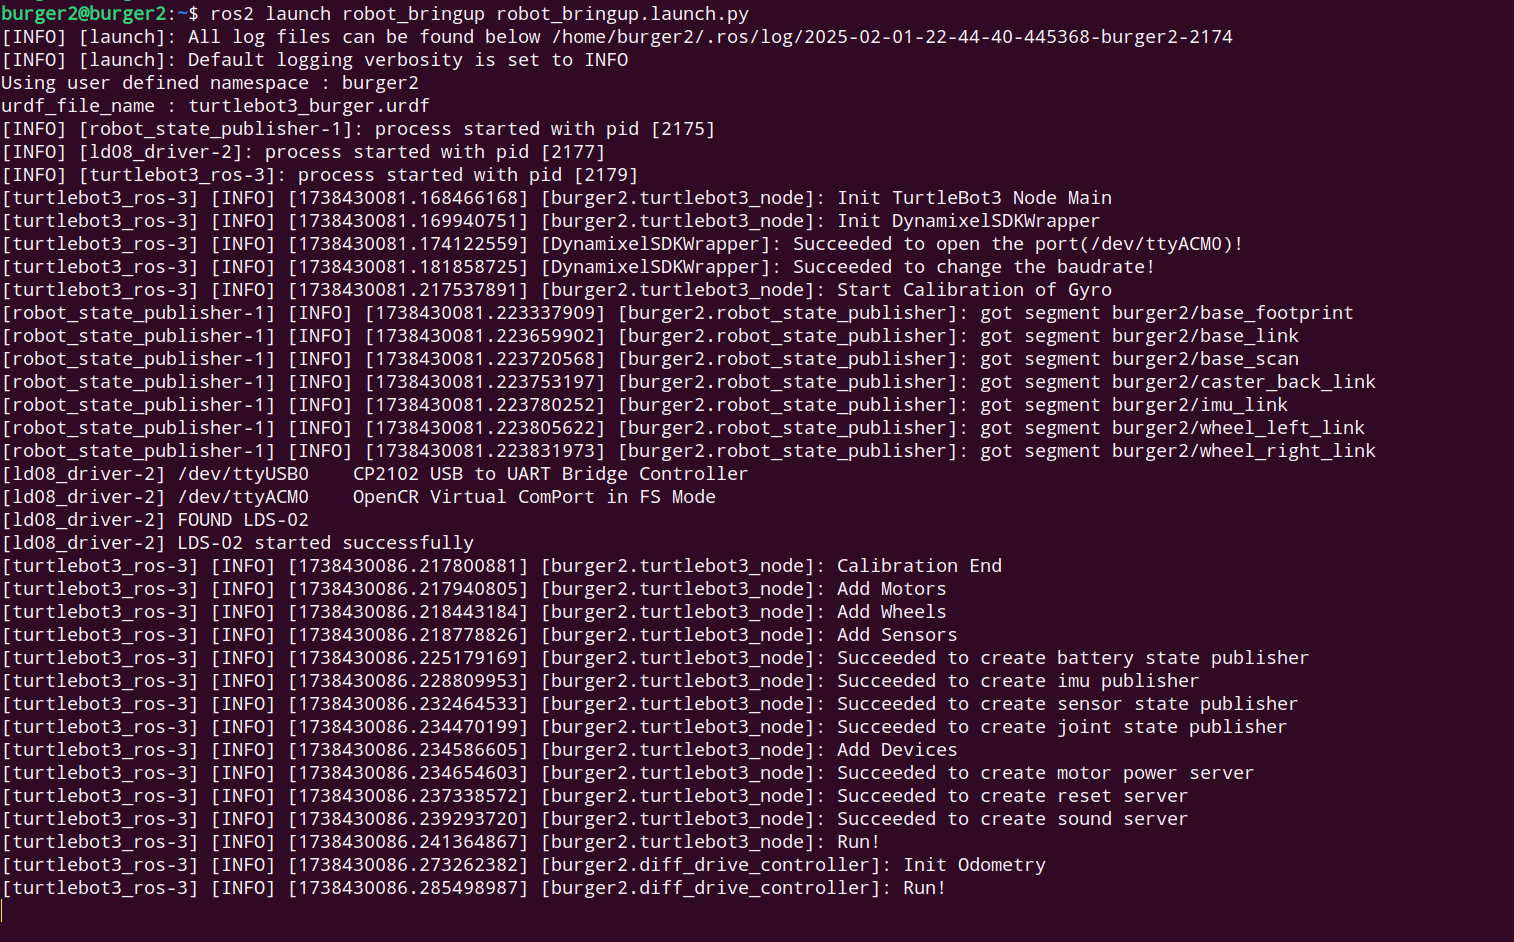 burger2@burger2:~$ ros2 launch robot_bringup robot_bringup.launch.py
[INFO] [launch]: All log files can be found below /home/burger2/.ros/log/2025-02-01-22-44-40-445368-burger2-2174
[INFO] [launch]: Default logging verbosity is set to INFO
Using user defined namespace : burger2
urdf_file_name : turtlebot3_burger.urdf
[INFO] [robot_state_publisher-1]: process started with pid [2175]
[INFO] [ld08_driver-2]: process started with pid [2177]
[INFO] [turtlebot3_ros-3]: process started with pid [2179]
[turtlebot3_ros-3] [INFO] [1738430081.168466168] [burger2.turtlebot3_node]: Init TurtleBot3 Node Main
[turtlebot3_ros-3] [INFO] [1738430081.169940751] [burger2.turtlebot3_node]: Init DynamixelSDKWrapper
[turtlebot3_ros-3] [INFO] [1738430081.174122559] [DynamixelSDKWrapper]: Succeeded to open the port(/dev/ttyACM0)!
[turtlebot3_ros-3] [INFO] [1738430081.181858725] [DynamixelSDKWrapper]: Succeeded to change the baudrate!
[turtlebot3_ros-3] [INFO] [1738430081.217537891] [burger2.turtlebot3_node]: Start Calibration of Gyro
[robot_state_publisher-1] [INFO] [1738430081.223337909] [burger2.robot_state_publisher]: got segment burger2/base_footprint
[robot_state_publisher-1] [INFO] [1738430081.223659902] [burger2.robot_state_publisher]: got segment burger2/base_link
[robot_state_publisher-1] [INFO] [1738430081.223720568] [burger2.robot_state_publisher]: got segment burger2/base_scan
[robot_state_publisher-1] [INFO] [1738430081.223753197] [burger2.robot_state_publisher]: got segment burger2/caster_back_link
[robot_state_publisher-1] [INFO] [1738430081.223780252] [burger2.robot_state_publisher]: got segment burger2/imu_link
[robot_state_publisher-1] [INFO] [1738430081.223805622] [burger2.robot_state_publisher]: got segment burger2/wheel_left_link
[robot_state_publisher-1] [INFO] [1738430081.223831973] [burger2.robot_state_publisher]: got segment burger2/wheel_right_link
[ld08_driver-2] /dev/ttyUSB0    CP2102 USB to UART Bridge Controller
[ld08_driver-2] /dev/ttyACM0    OpenCR Virtual ComPort in FS Mode
[ld08_driver-2] FOUND LDS-02
[ld08_driver-2] LDS-02 started successfully
[turtlebot3_ros-3] [INFO] [1738430086.217800881] [burger2.turtlebot3_node]: Calibration End
[turtlebot3_ros-3] [INFO] [1738430086.217940805] [burger2.turtlebot3_node]: Add Motors
[turtlebot3_ros-3] [INFO] [1738430086.218443184] [burger2.turtlebot3_node]: Add Wheels
[turtlebot3_ros-3] [INFO] [1738430086.218778826] [burger2.turtlebot3_node]: Add Sensors
[turtlebot3_ros-3] [INFO] [1738430086.225179169] [burger2.turtlebot3_node]: Succeeded to create battery state publisher
[turtlebot3_ros-3] [INFO] [1738430086.228809953] [burger2.turtlebot3_node]: Succeeded to create imu publisher
[turtlebot3_ros-3] [INFO] [1738430086.232464533] [burger2.turtlebot3_node]: Succeeded to create sensor state publisher
[turtlebot3_ros-3] [INFO] [1738430086.234470199] [burger2.turtlebot3_node]: Succeeded to create joint state publisher
[turtlebot3_ros-3] [INFO] [1738430086.234586605] [burger2.turtlebot3_node]: Add Devices
[turtlebot3_ros-3] [INFO] [1738430086.234654603] [burger2.turtlebot3_node]: Succeeded to create motor power server
[turtlebot3_ros-3] [INFO] [1738430086.237338572] [burger2.turtlebot3_node]: Succeeded to create reset server
[turtlebot3_ros-3] [INFO] [1738430086.239293720] [burger2.turtlebot3_node]: Succeeded to create sound server
[turtlebot3_ros-3] [INFO] [1738430086.241364867] [burger2.turtlebot3_node]: Run!
[turtlebot3_ros-3] [INFO] [1738430086.273262382] [burger2.diff_drive_controller]: Init Odometry
[turtlebot3_ros-3] [INFO] [1738430086.285498987] [burger2.diff_drive_controller]: Run!